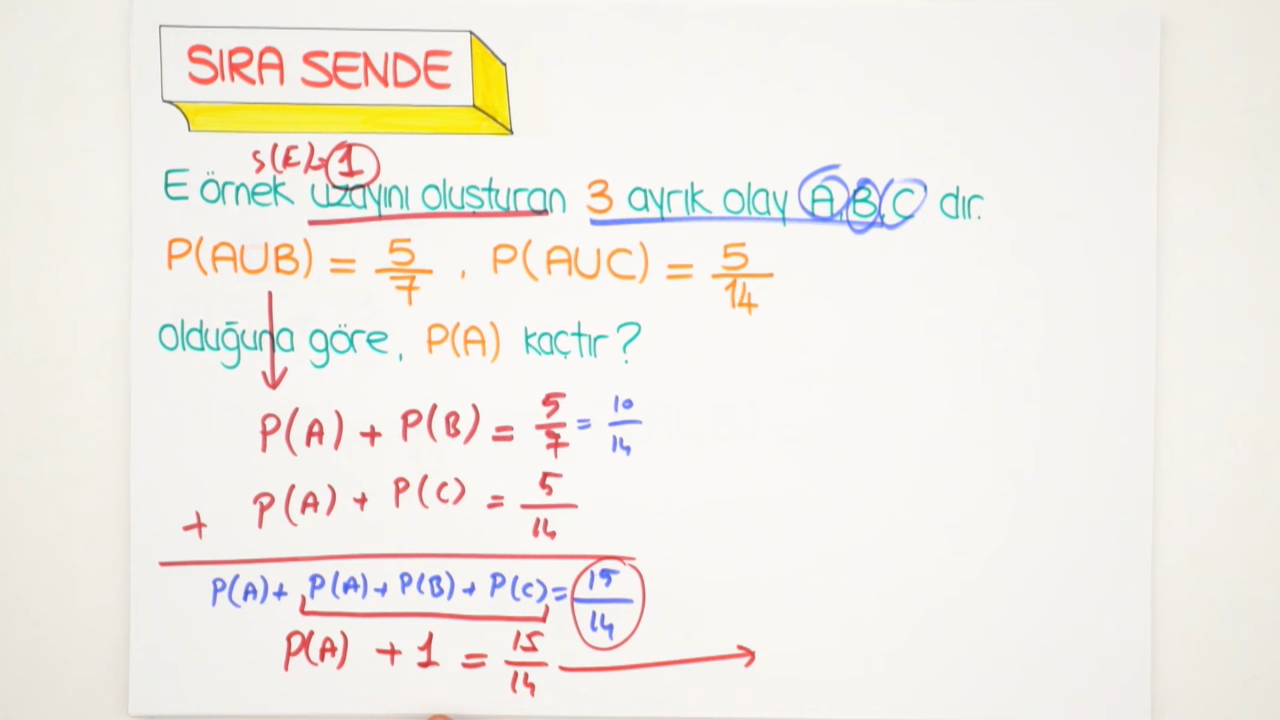 SIRA SENDE
S(E)=1
E örnek uzayını oluşturan 3 ayrık olay A,B,C dır.
P(AUB) = 5/7 , P(AUC) = 5/14
olduğuna göre, P(A) kaçtır?
P(A) + P(B) = 5/7 = 10/14
+ P(A) + P(C) = 5/14
P(A) + P(A) + P(B) + P(C) = 15/14
P(A) + 1 = 15/14